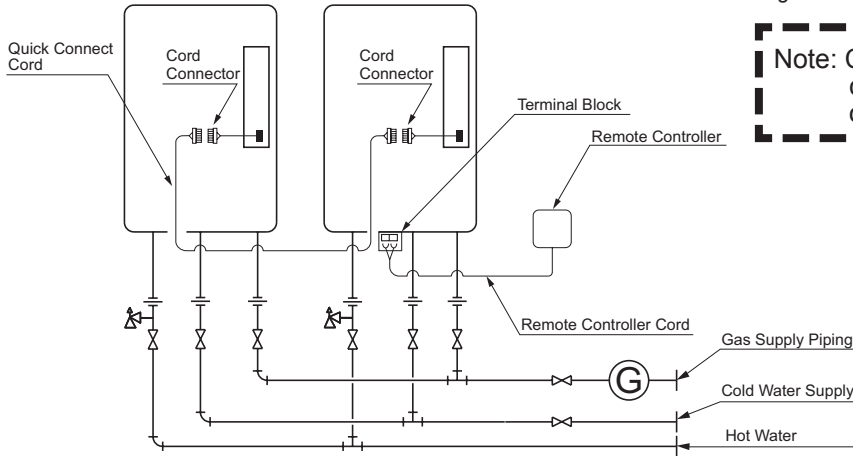 Quick Connect
Cord
Cord
Connector
Cord
Connector
Terminal Block
Remote Controller
Note:
Remote Controller Cord
G
Gas Supply Piping
Cold Water Supply
Hot Water